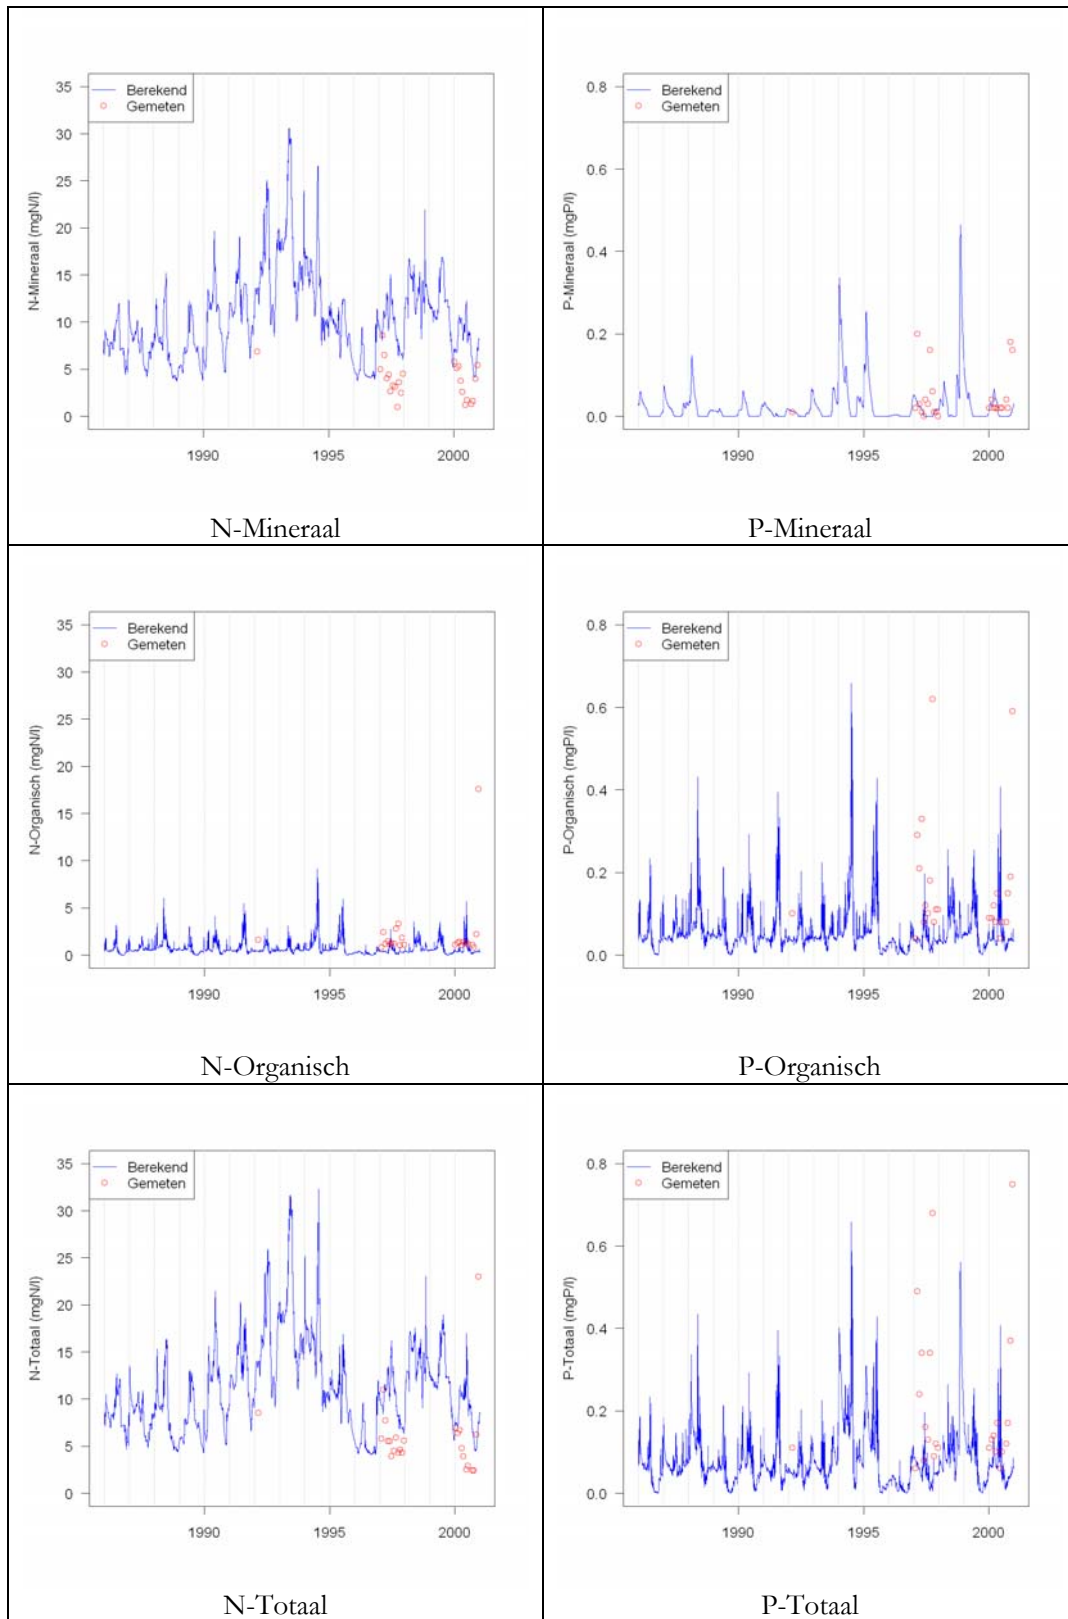 35
30
25
20
15
10
5
0
N-Mineraal (mgN/l)
Berekend
Gemeten
1990 1995 2000
N-Mineraal
0.8
0.6
0.4
0.2
0.0
P-Mineraal (mgP/l)
Berekend
Gemeten
1990 1995 2000
P-Mineraal
35
30
25
20
15
10
5
0
N-Organisch (mgN/l)
Berekend
Gemeten
1990 1995 2000
N-Organisch
0.8
0.6
0.4
0.2
0.0
P-Organisch (mgP/l)
Berekend
Gemeten
1990 1995 2000
P-Organisch
35
30
25
20
15
10
5
0
N-Totaal (mgN/l)
Berekend
Gemeten
1990 1995 2000
N-Totaal
0.8
0.6
0.4
0.2
0.0
P-Totaal (mgP/l)
Berekend
Gemeten
1990 1995 2000
P-Totaal